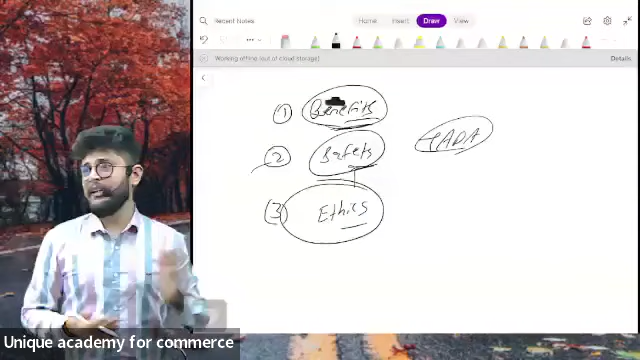 Recent Notes
Home Insert Draw View
Working offline (out of cloud storage)
Details
(1) Benefits
(2) Safety
(3) Ethics
Unique academy for commerce